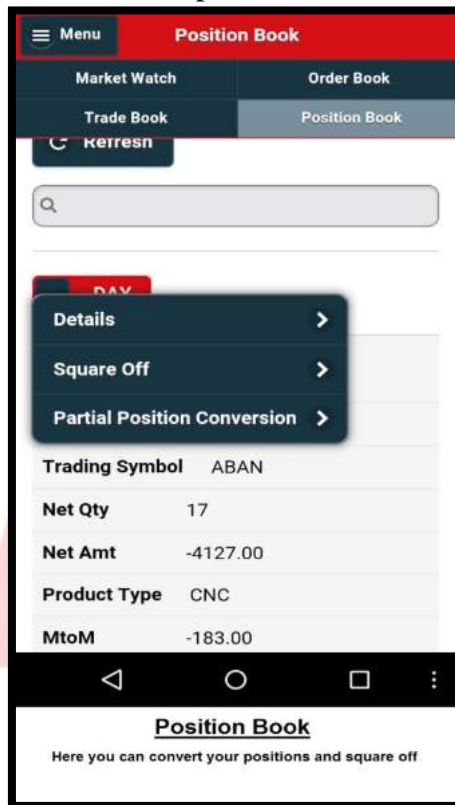 Menu Position Book
Market Watch Order Book
Trade Book Position Book
Refresh
DAY
Details
Square Off
Partial Position Conversion
Trading Symbol ABAN
Net Qty 17
Net Amt -4127.00
Product Type CNC
MtoM -183.00
Position Book
Here you can convert your positions and square off